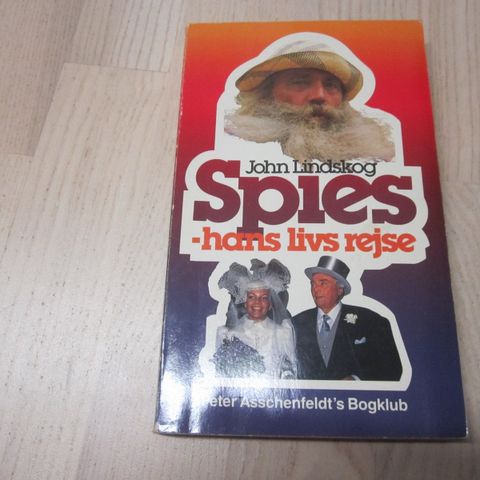 John Lindskog
Spies
-hans livs rejse
Peter Asschenfeldt's Bogklub